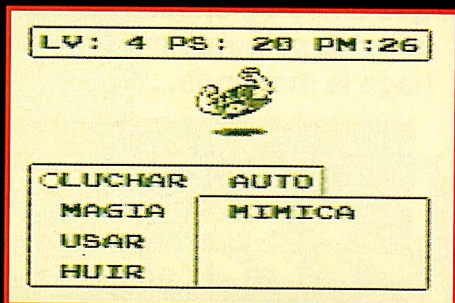 LV: 4 PS: 20 PM:26
LUCHAR AUTO
MAGIA MIMICA
USAR
HUIR